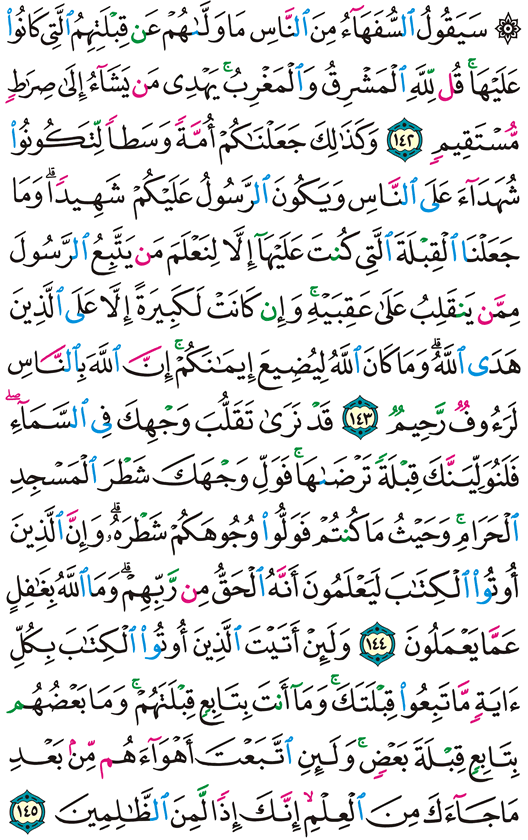 ۞ سَيَقُولُ ٱلسُّفَهَآءُ مِنَ ٱلنَّاسِ مَا وَلَّىٰهُمْ عَن قِبْلَتِهِمُ ٱلَّتِى كَانُوا۟
عَلَيْهَا ۚ قُل لِّلَّهِ ٱلْمَشْرِقُ وَٱلْمَغْرِبُ ۚ يَهْدِى مَن يَشَآءُ إِلَىٰ صِرَٰطٍ
مُّسْتَقِيمٍ ١٤٢ وَكَذَٰلِكَ جَعَلْنَٰكُمْ أُمَّةً وَسَطًا لِّتَكُونُوا۟
شُهَدَآءَ عَلَى ٱلنَّاسِ وَيَكُونَ ٱلرَّسُولُ عَلَيْكُمْ شَهِيدًا ۗ وَمَا
جَعَلْنَا ٱلْقِبْلَةَ ٱلَّتِى كُنتَ عَلَيْهَآ إِلَّا لِنَعْلَمَ مَن يَتَّبِعُ ٱلرَّسُولَ
مِمَّن يَنقَلِبُ عَلَىٰ عَقِبَيْهِ ۚ وَإِن كَانَتْ لَكَبِيرَةً إِلَّا عَلَى ٱلَّذِينَ
هَدَى ٱللَّهُ ۗ وَمَا كَانَ ٱللَّهُ لِيُضِيعَ إِيمَٰنَكُمْ ۚ إِنَّ ٱللَّهَ بِٱلنَّاسِ
لَرَءُوفٌ رَّحِيمٌ ١٤٣ قَدْ نَرَىٰ تَقَلُّبَ وَجْهِكَ فِى ٱلسَّمَآءِ ۖ
فَلَنُوَلِّيَنَّكَ قِبْلَةً تَرْضَىٰهَا ۚ فَوَلِّ وَجْهَكَ شَطْرَ ٱلْمَسْجِدِ
ٱلْحَرَامِ ۚ وَحَيْثُ مَا كُنتُمْ فَوَلُّوا۟ وُجُوهَكُمْ شَطْرَهُۥ ۗ وَإِنَّ ٱلَّذِينَ
أُوتُوا۟ ٱلْكِتَٰبَ لَيَعْلَمُونَ أَنَّهُ ٱلْحَقُّ مِن رَّبِّهِمْ ۗ وَمَا ٱللَّهُ بِغَٰفِلٍ
عَمَّا يَعْمَلُونَ ١٤٤ وَلَئِنْ أَتَيْتَ ٱلَّذِينَ أُوتُوا۟ ٱلْكِتَٰبَ بِكُلِّ
ءَايَةٍ مَّا تَبِعُوا۟ قِبْلَتَكَ ۚ وَمَآ أَنتَ بِتَابِعٍ قِبْلَتَهُمْ ۚ وَمَا بَعْضُهُم
بِتَابِعٍ قِبْلَةَ بَعْضٍ ۚ وَلَئِنِ ٱتَّبَعْتَ أَهْوَآءَهُم مِّنۢ بَعْدِ
مَا جَآءَكَ مِنَ ٱلْعِلْمِ ۙ إِنَّكَ إِذًا لَّمِنَ ٱلظَّٰلِمِينَ ١٤٥